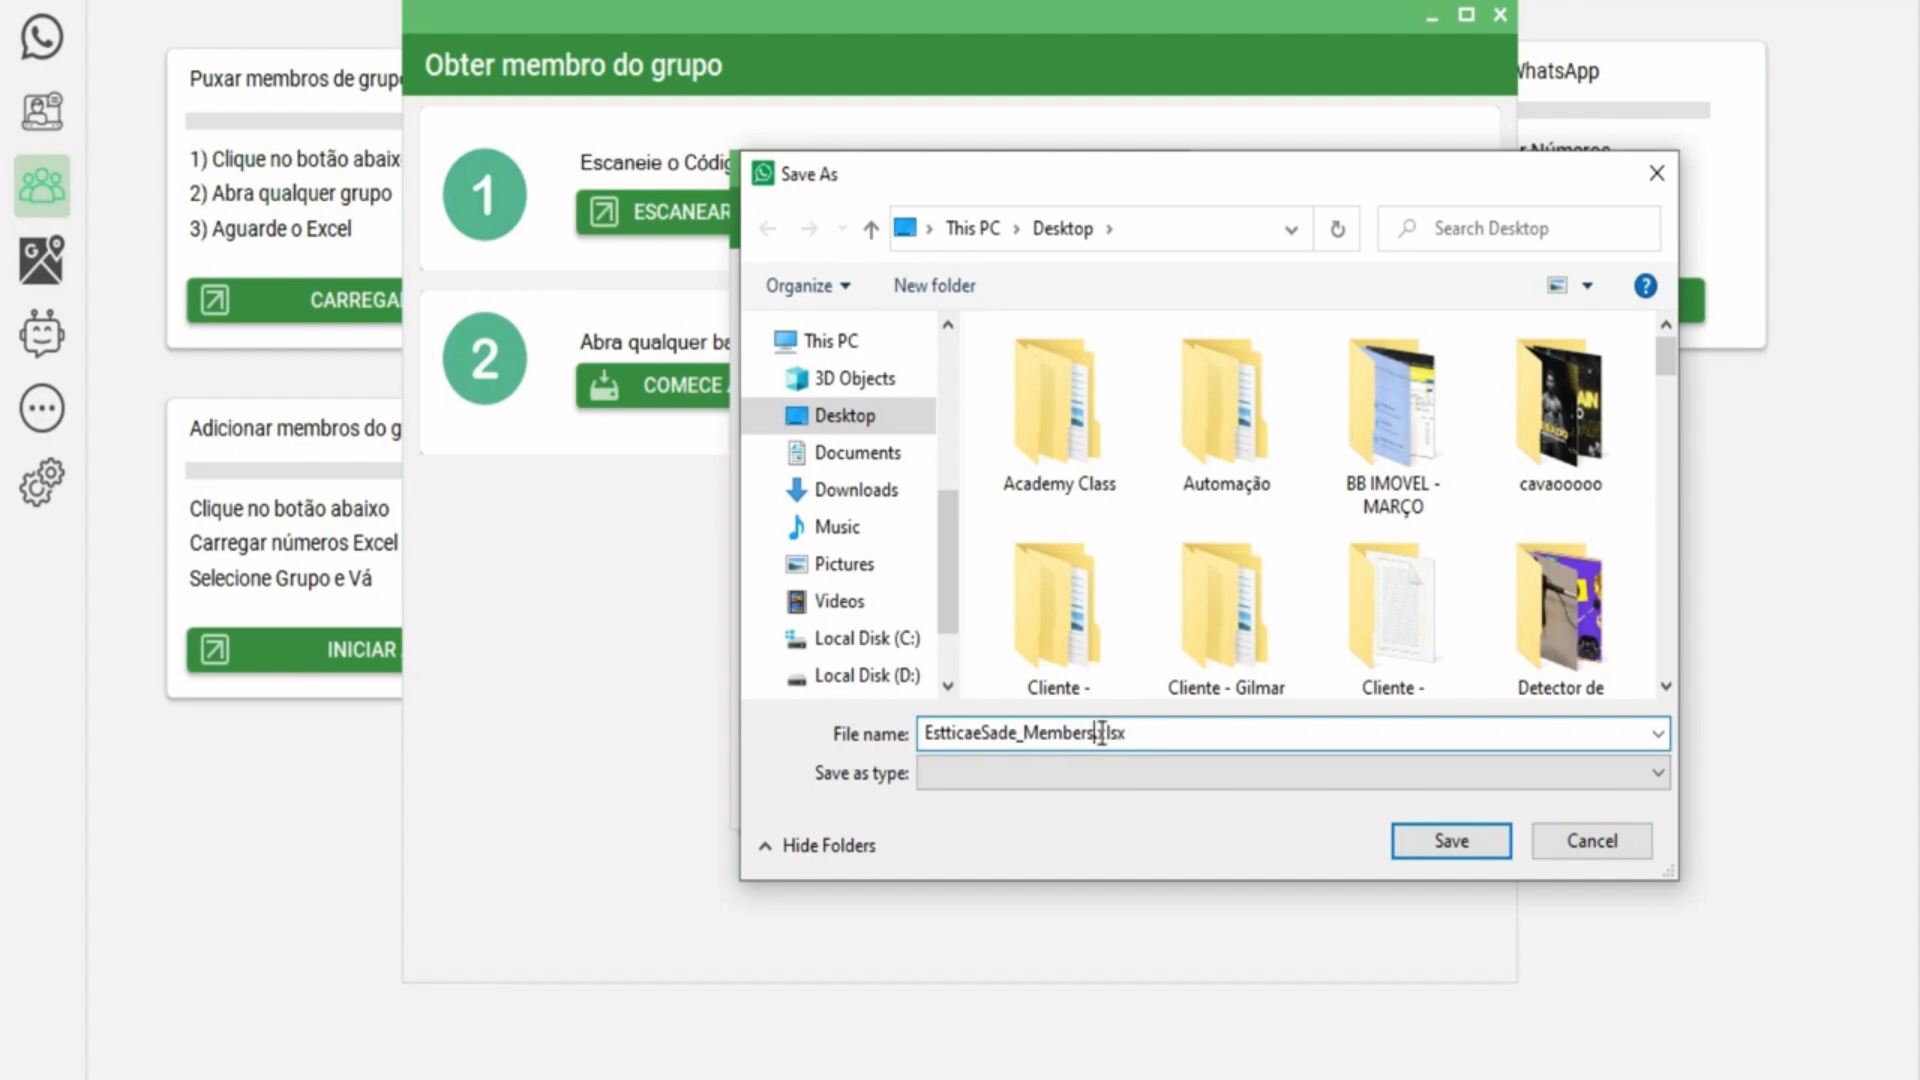 Obter membro do grupo
Puxar membros de grupo
1) Clique no botão abaix
2) Abra qualquer grupo
3) Aguarde o Excel
CARREGA
Adicionar membros do g
Clique no botão abaixo
Carregar números Excel
Selecione Grupo e Vá
INICIAR
1
Escaneie o Códig
ESCANEAR
2
Abra qualquer ba
COMECE
WhatsApp
r Números
Save As
This PC
Desktop
Search Desktop
Organize
New folder
?
This PC
3D Objects
Desktop
Documents
Downloads
Music
Pictures
Videos
Local Disk (C:)
Local Disk (D:)
Academy Class
Automação
BB IMOVEL -
MARÇO
cavaooooo
Cliente -
Cliente - Gilmar
Cliente -
Detector de
File name:
EstticaeSade_Members.xlsx
Save as type:
Hide Folders
Save
Cancel